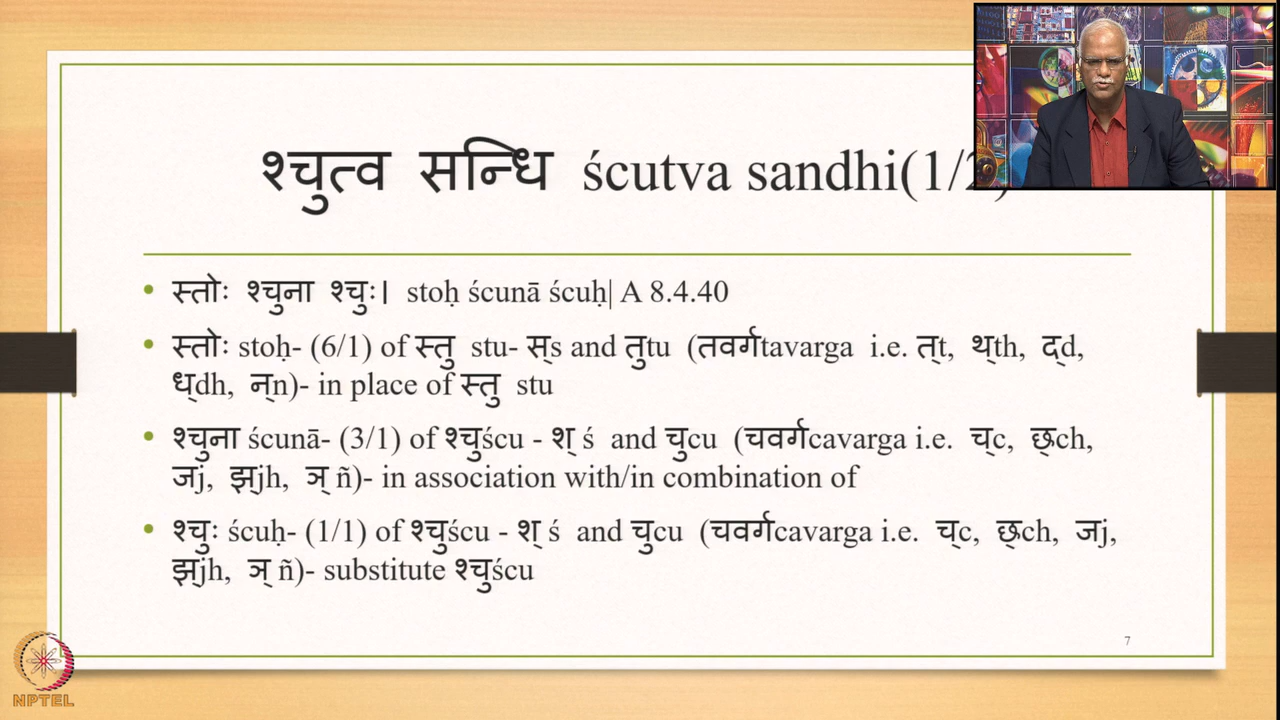 श्चुत्व सन्धि ścutva sandhi(1/2)
• स्तोः श्चुना श्चुः। stoḥ ścunā ścuḥ| A 8.4.40
• स्तोः stoḥ- (6/1) of स्तु stu- स्s and तुtu (तवर्गtavarga i.e. त्t, थ्th, द्d,
ध्dh, न्n)- in place of स्तु stu
• श्चुना ścunā- (3/1) of श्चुścu - श् ś and चुcu (चवर्गcavarga i.e. च्c, छ्ch,
जj, झ्jh, ञ् ñ)- in association with/in combination of
• श्चुः ścuḥ- (1/1) of श्चुścu - श् ś and चुcu (चवर्गcavarga i.e. च्c, छ्ch, जj,
झ्jh, ञ् ñ)- substitute श्चुścu
7
NPTEL